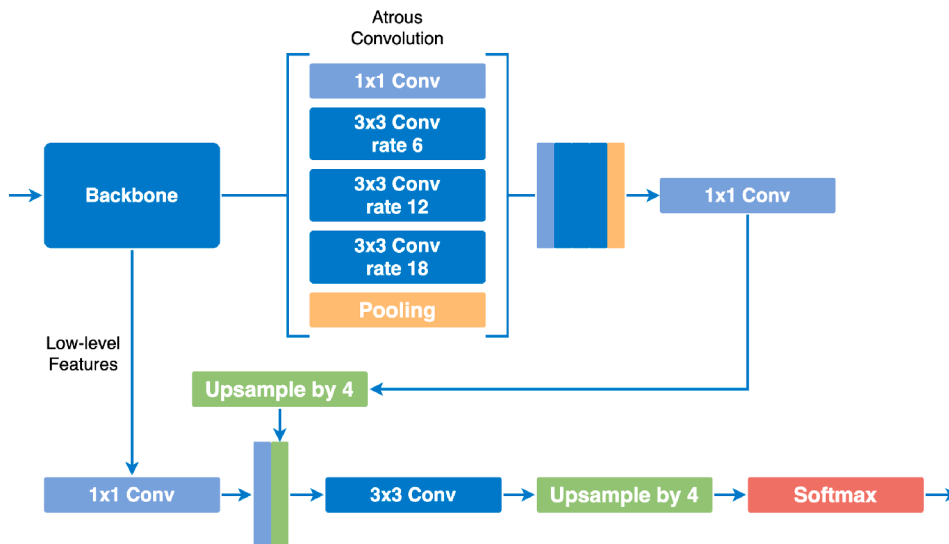 Atrous
Convolution
1x1 Conv
3x3 Conv
rate 6
Backbone
3x3 Conv
rate 12
1x1 Conv
3x3 Conv
rate 18
Pooling
Low-level
Features
Upsample by 4
1x1 Conv
3x3 Conv
Upsample by 4
Softmax